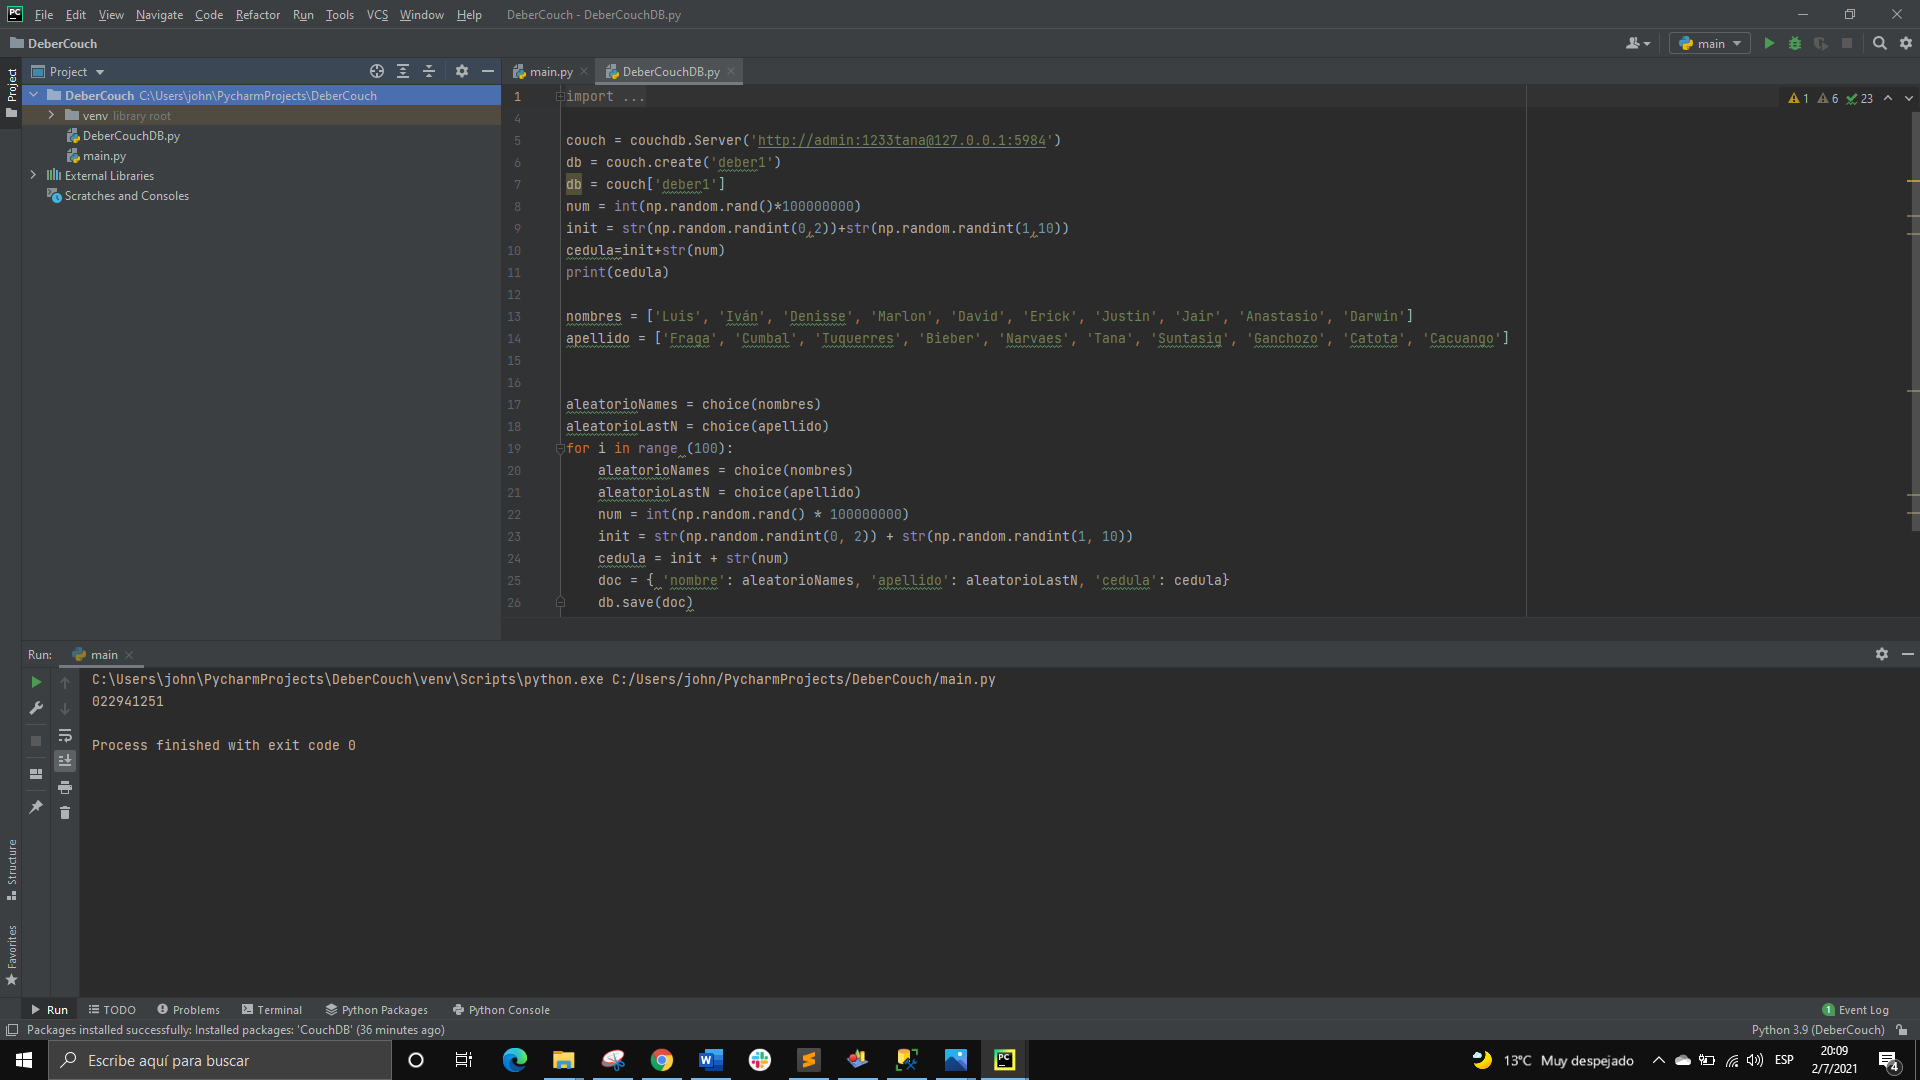 File Edit View Navigate Code Refactor Run Tools VCS Window Help DeberCouch - DeberCouchDB.py
DeberCouch
main
Project
Project
main.py
DeberCouchDB.py
DeberCouch C:\Users\john\PycharmProjects\DeberCouch
venv library root
DeberCouchDB.py
main.py
External Libraries
Scratches and Consoles
1 6 23
1 import ...
4
5 couch = couchdb.Server('http://admin:1233tana@127.0.0.1:5984')
6 db = couch.create('deber1')
7 db = couch['deber1']
8 num = int(np.random.rand()*100000000)
9 init = str(np.random.randint(0,2))+str(np.random.randint(1,10))
10 cedula=init+str(num)
11 print(cedula)
12
13 nombres = ['Luis', 'Iván', 'Denisse', 'Marlon', 'David', 'Erick', 'Justin', 'Jair', 'Anastasio', 'Darwin']
14 apellido = ['Fraga', 'Cumbal', 'Tuquerres', 'Bieber', 'Narvaes', 'Tana', 'Suntasig', 'Ganchozo', 'Catota', 'Cacuango']
15
16
17 aleatorioNames = choice(nombres)
18 aleatorioLastN = choice(apellido)
19 for i in range (100):
20 aleatorioNames = choice(nombres)
21 aleatorioLastN = choice(apellido)
22 num = int(np.random.rand() * 100000000)
23 init = str(np.random.randint(0, 2)) + str(np.random.randint(1, 10))
24 cedula = init + str(num)
25 doc = { 'nombre': aleatorioNames, 'apellido': aleatorioLastN, 'cedula': cedula}
26 db.save(doc)
Run: main
C:\Users\john\PycharmProjects\DeberCouch\venv\Scripts\python.exe C:/Users/john/PycharmProjects/DeberCouch/main.py
022941251
Process finished with exit code 0
Structure
Favorites
Run TODO Problems Terminal Python Packages Python Console
1 Event Log
Packages installed successfully: Installed packages: 'CouchDB' (36 minutes ago)
Python 3.9 (DeberCouch)
Escribe aquí para buscar
13°C Muy despejado
ESP
20:09
2/7/2021
4